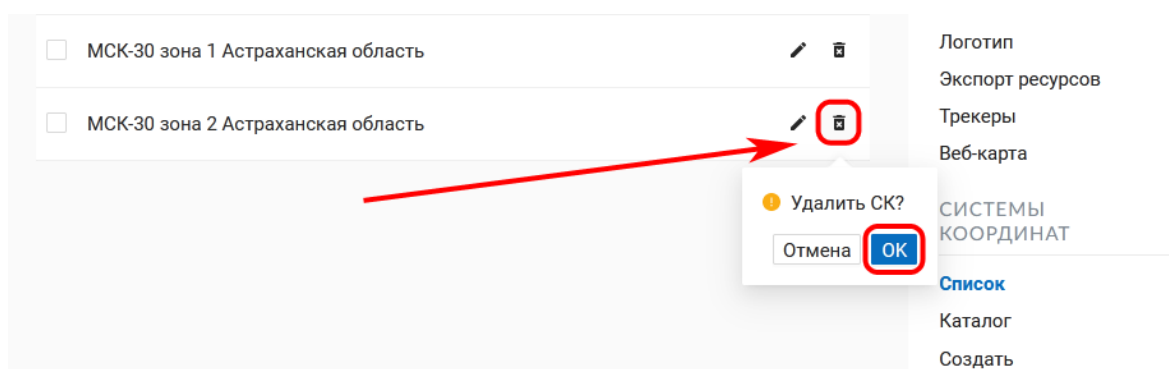 МСК-30 зона 1 Астраханская область
МСК-30 зона 2 Астраханская область
Удалить СК?
Отмена
OK
Логотип
Экспорт ресурсов
Трекеры
Веб-карта
СИСТЕМЫ
КООРДИНАТ
Список
Каталог
Создать